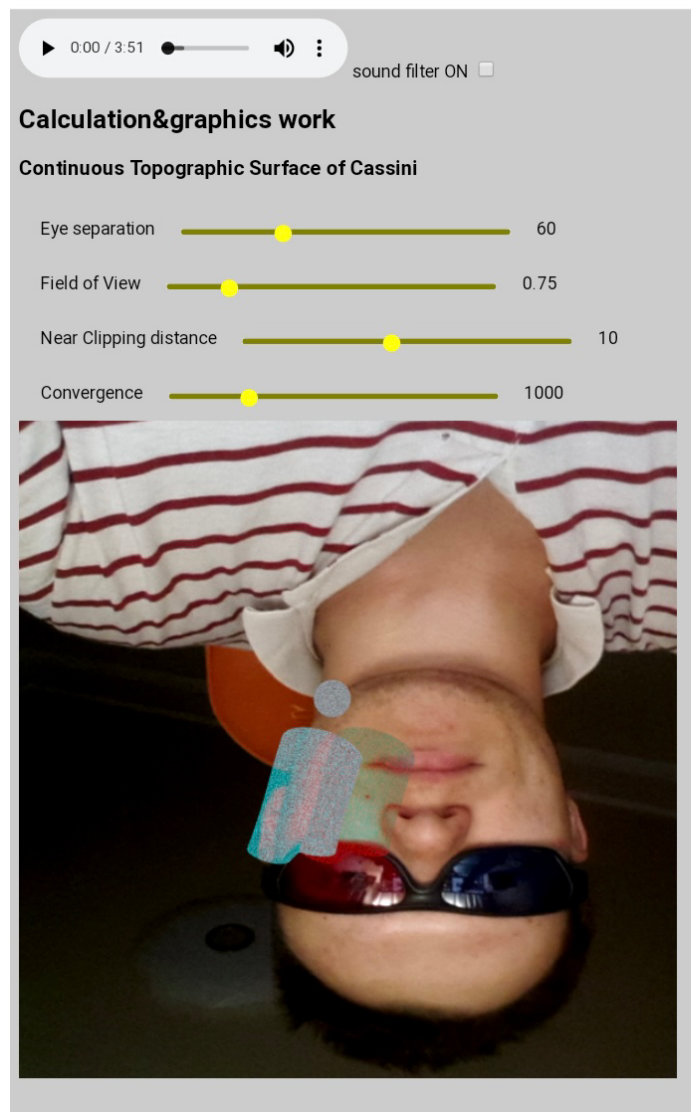 0:00 / 3:51
sound filter ON
Calculation&graphics work
Continuous Topographic Surface of Cassini
Eye separation 60
Field of View 0.75
Near Clipping distance 10
Convergence 1000